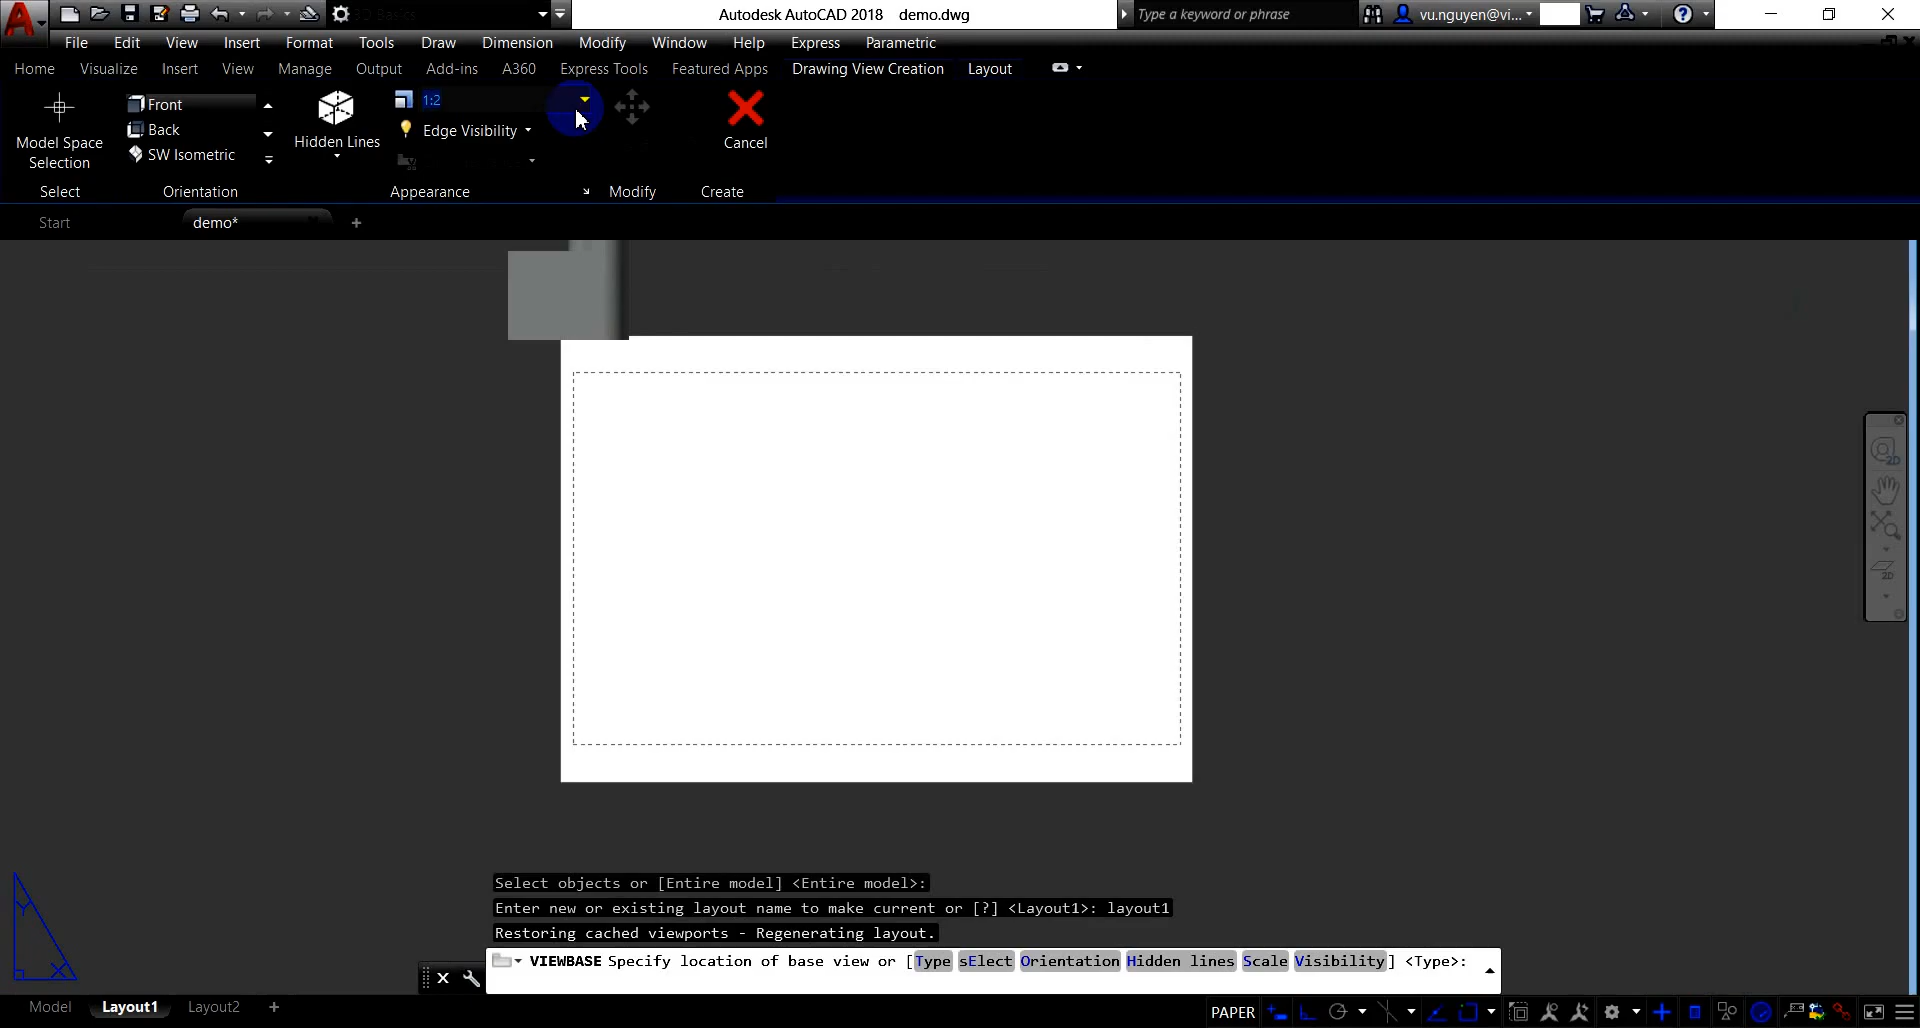 3D Basics
Autodesk AutoCAD 2018 demo.dwg
Type a keyword or phrase
vu.nguyen@vi...
File Edit View Insert Format Tools Draw Dimension Modify Window Help Express Parametric
Home Visualize Insert View Manage Output Add-ins A360 Express Tools Featured Apps Drawing View Creation Layout
Model Space
Selection
Front
Back
SW Isometric
Hidden Lines
1:2
Edge Visibility
Cancel
Select Orientation Appearance Modify Create
Start demo*
Select objects or [Entire model] <Entire model>:
Enter new or existing layout name to make current or [?] <Layout1>: layout1
Restoring cached viewports - Regenerating layout.
VIEWBASE Specify location of base view or [Type sElect Orientation Hidden lines Scale Visibility] <Type>:
Y
X
2D
2D
Model Layout1 Layout2 +
PAPER